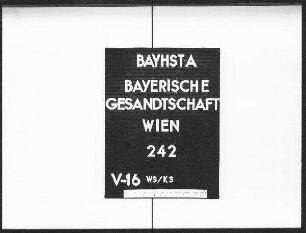 BAYHSTA
BAYERISCHE
GESANDTSCHAFT
WIEN
242
V-16 WS/KS